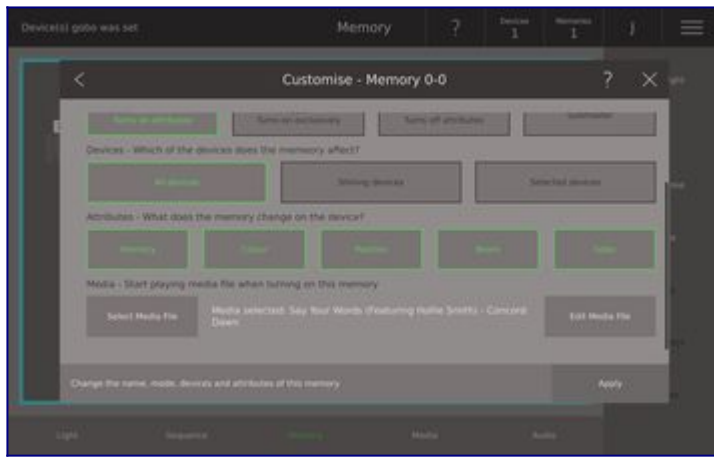 Device(s) gobo was set
Memory
?
Devices
1
Memories
1
Customise - Memory 0-0
?
Turns on attributes
Turns on exclusively
Turns off attributes
Submaster
Devices - Which of the devices does the memeory affect?
All devices
Shining devices
Selected devices
Attributes - What does the memory change on the device?
Intensity
Colour
Position
Beam
Gobo
Media - Start playing media file when turning on this memory
Select Media File
Media selected: Say Your Words (Featuring Hollie Smith) - Concord
Dawn
Edit Media File
Change the name, mode, devices and attributes of this memory
Apply
Light
Sequence
Memory
Media
Audio